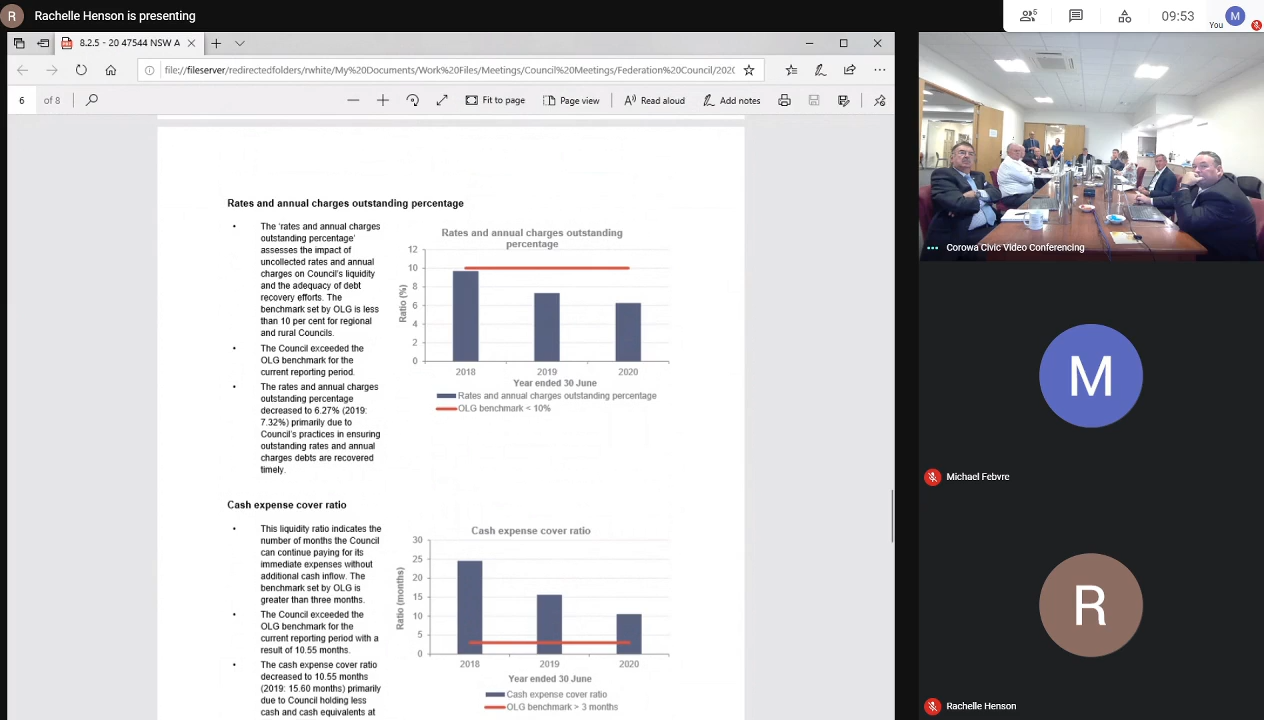 R
Rachelle Henson is presenting
5
09:53
You
M
8.2.5 - 20 47544 NSW A
file://fileserver/redirectedfolders/rwhite/My%20Documents/Work%20Files/Meetings/Council%20Meetings/Federation%20Council/202
6 of 8
Fit to page
Page view
Read aloud
Add notes
Rates and annual charges outstanding percentage
• The 'rates and annual charges
outstanding percentage'
assesses the impact of
uncollected rates and annual
charges on Council's liquidity
and the adequacy of debt
recovery efforts. The
benchmark set by OLG is less
than 10 per cent for regional
and rural Councils.
• The Council exceeded the
OLG benchmark for the
current reporting period.
• The rates and annual charges
outstanding percentage
decreased to 6.27% (2019:
7.32%) primarily due to
Council's practices in ensuring
outstanding rates and annual
charges debts are recovered
timely.
Rates and annual charges outstanding
percentage
Ratio (%)
12
10
8
6
4
2
0
2018 2019 2020
Year ended 30 June
Rates and annual charges outstanding percentage
OLG benchmark < 10%
Cash expense cover ratio
• This liquidity ratio indicates the
number of months the Council
can continue paying for its
immediate expenses without
additional cash inflow. The
benchmark set by OLG is
greater than three months.
• The Council exceeded the
OLG benchmark for the
current reporting period with a
result of 10.55 months.
• The cash expense cover ratio
decreased to 10.55 months
(2019: 15.60 months) primarily
due to Council holding less
cash and cash equivalents at
Cash expense cover ratio
Ratio (months)
30
25
20
15
10
5
0
2018 2019 2020
Year ended 30 June
Cash expense cover ratio
OLG benchmark > 3 months
Corowa Civic Video Conferencing
M
Michael Febvre
R
Rachelle Henson